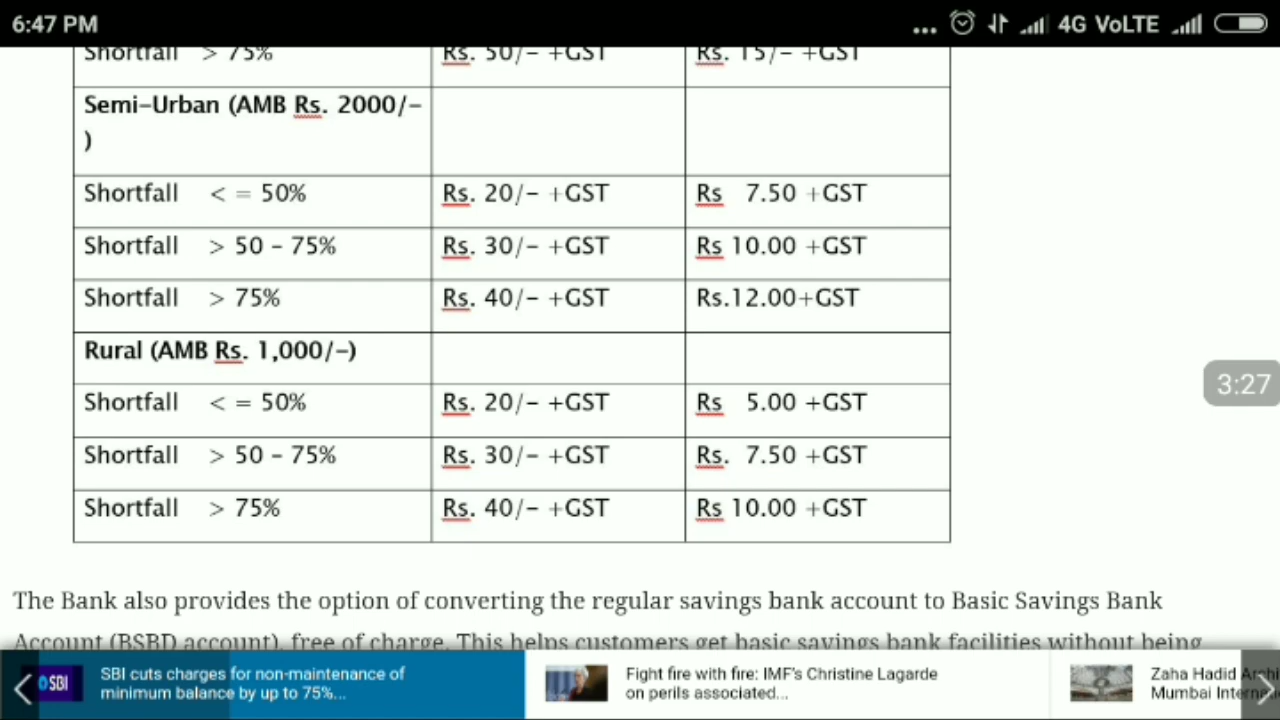 6:47 PM
... 4G VoLTE
Shortfall > 75% Rs. 50/- +GST Rs. 15/- +GST
Semi-Urban (AMB Rs. 2000/-
)
Shortfall < = 50% Rs. 20/- +GST Rs 7.50 +GST
Shortfall > 50 - 75% Rs. 30/- +GST Rs 10.00 +GST
Shortfall > 75% Rs. 40/- +GST Rs.12.00+GST
Rural (AMB Rs. 1,000/-)
Shortfall < = 50% Rs. 20/- +GST Rs 5.00 +GST
Shortfall > 50 - 75% Rs. 30/- +GST Rs. 7.50 +GST
Shortfall > 75% Rs. 40/- +GST Rs 10.00 +GST
3:27
The Bank also provides the option of converting the regular savings bank account to Basic Savings Bank
Account (BSBD account), free of charge. This helps customers get basic savings bank facilities without being
SBI
SBI cuts charges for non-maintenance of
minimum balance by up to 75%...
Fight fire with fire: IMF's Christine Lagarde
on perils associated...
Zaha Hadid
Mumbai